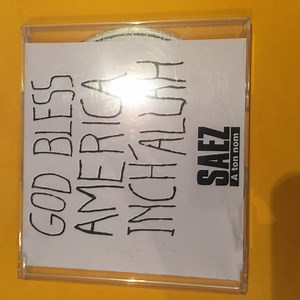 GOD BLESS
AMERICA
INCH'ALLAH
SAEZ
A ton nom